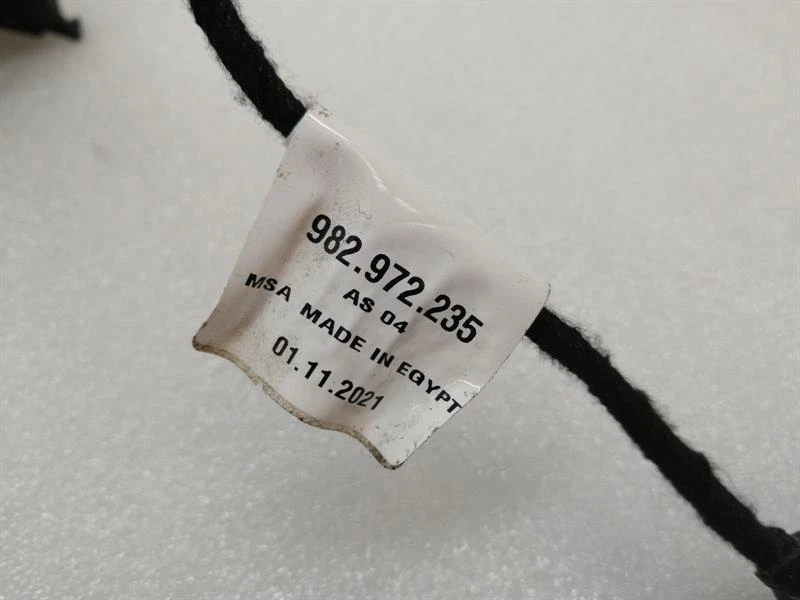 982.972.235
AS 04
MSA MADE IN EGYPT
01.11.2021